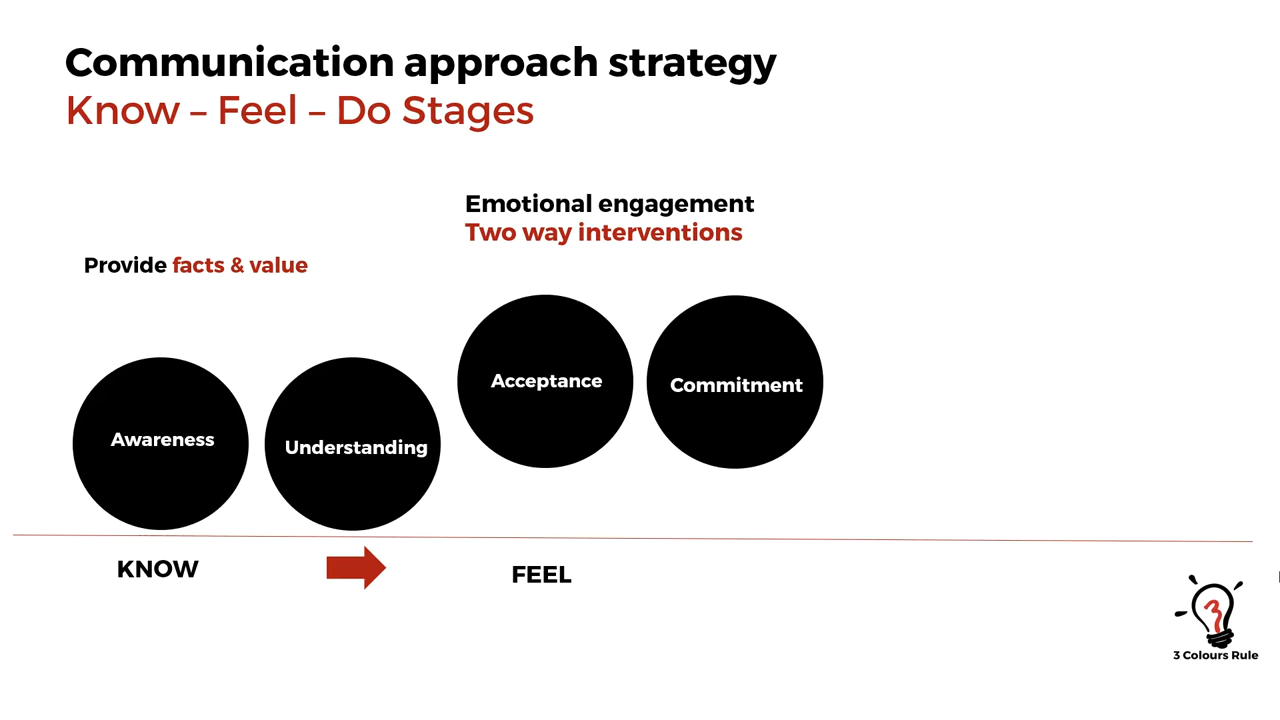 Communication approach strategy
Know – Feel – Do Stages
Emotional engagement
Two way interventions
Provide facts & value
Acceptance
Commitment
Awareness
Understanding
KNOW
FEEL
3
3 Colours Rule